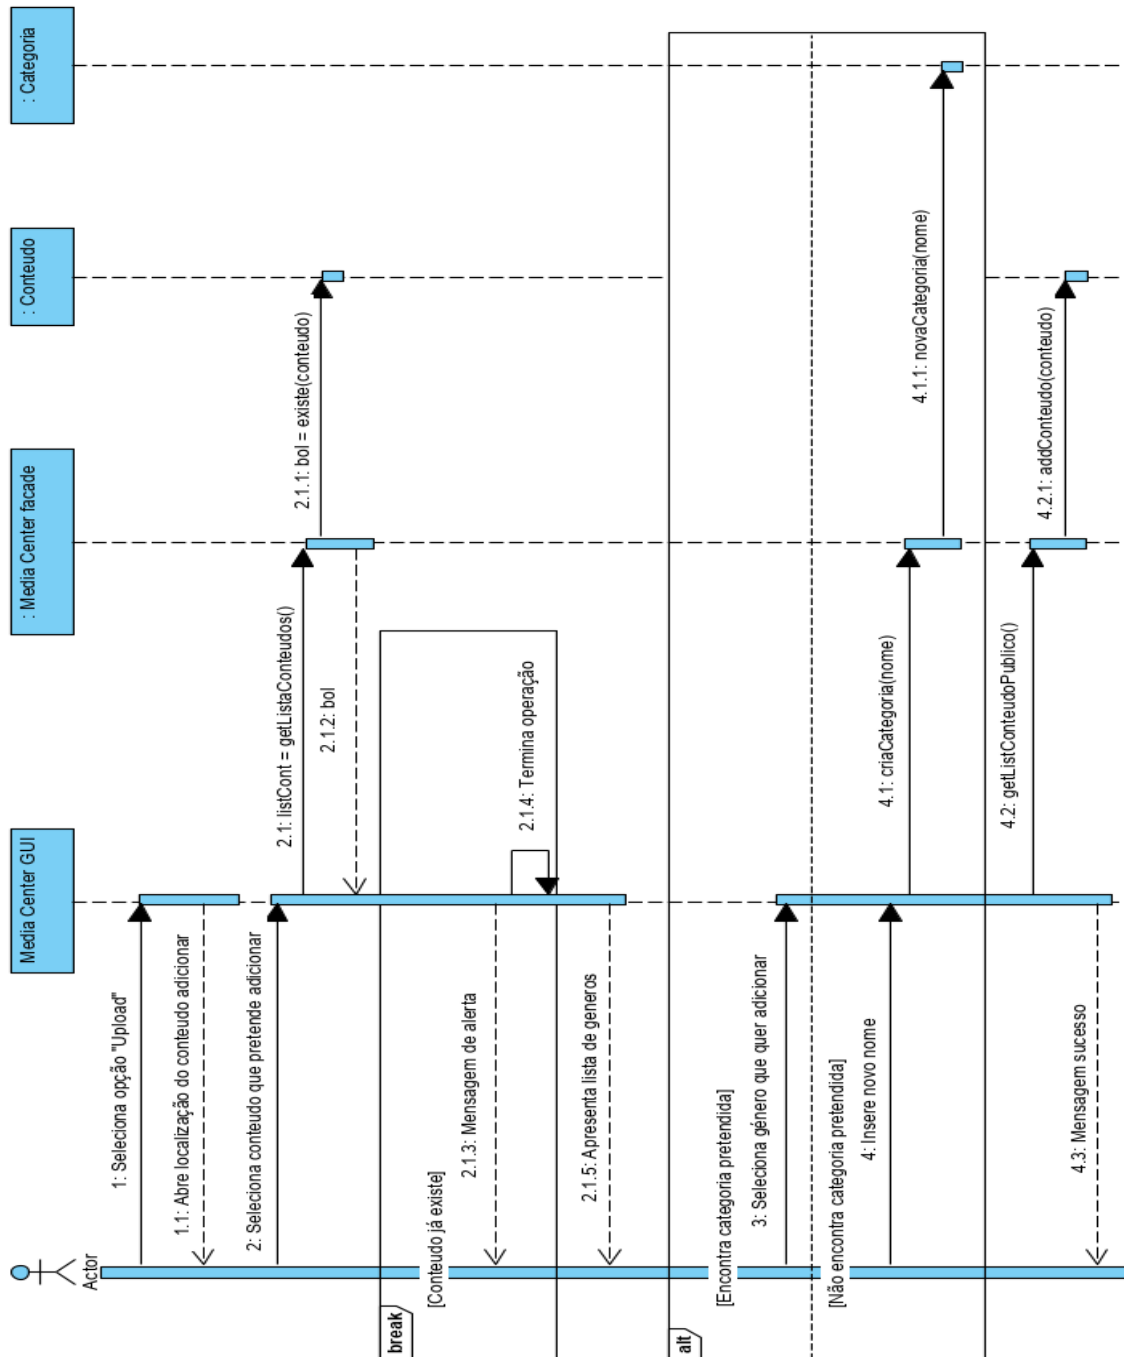 Actor
Media Center GUI
: Media Center facade
: Conteudo
: Categoria
1: Seleciona opção "Upload"
1.1: Abre localização do conteudo adicionar
2: Seleciona conteudo que pretende adicionar
2.1: listCont = getListaConteudos()
2.1.1: bol = existe(conteudo)
2.1.2: bol
break
[Conteudo já existe]
2.1.3: Mensagem de alerta
2.1.4: Termina operação
2.1.5: Apresenta lista de generos
alt
[Encontra categoria pretendida]
3: Seleciona género que quer adicionar
[Não encontra categoria pretendida]
4: Insere novo nome
4.1: criaCategoria(nome)
4.1.1: novaCategoria(nome)
4.2: getListConteudoPublico()
4.2.1: addConteudo(conteudo)
4.3: Mensagem sucesso